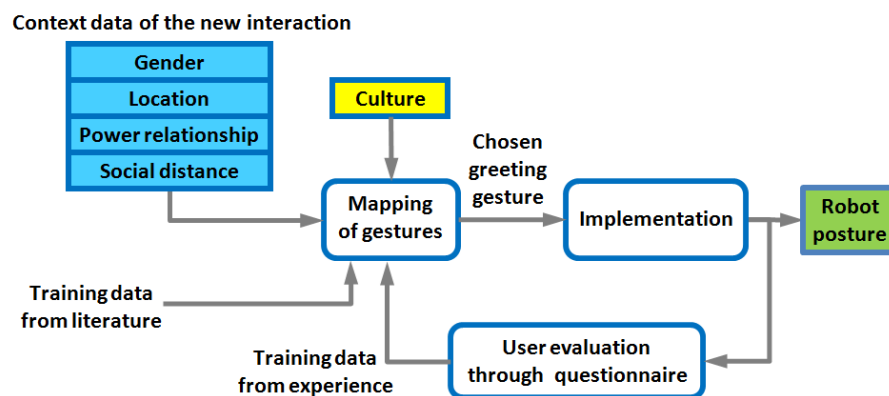 Context data of the new interaction
Gender
Location
Power relationship
Social distance
Culture
Chosen
greeting
gesture
Mapping
of gestures
Implementation
Robot
posture
Training data
from literature
Training data
from experience
User evaluation
through questionnaire